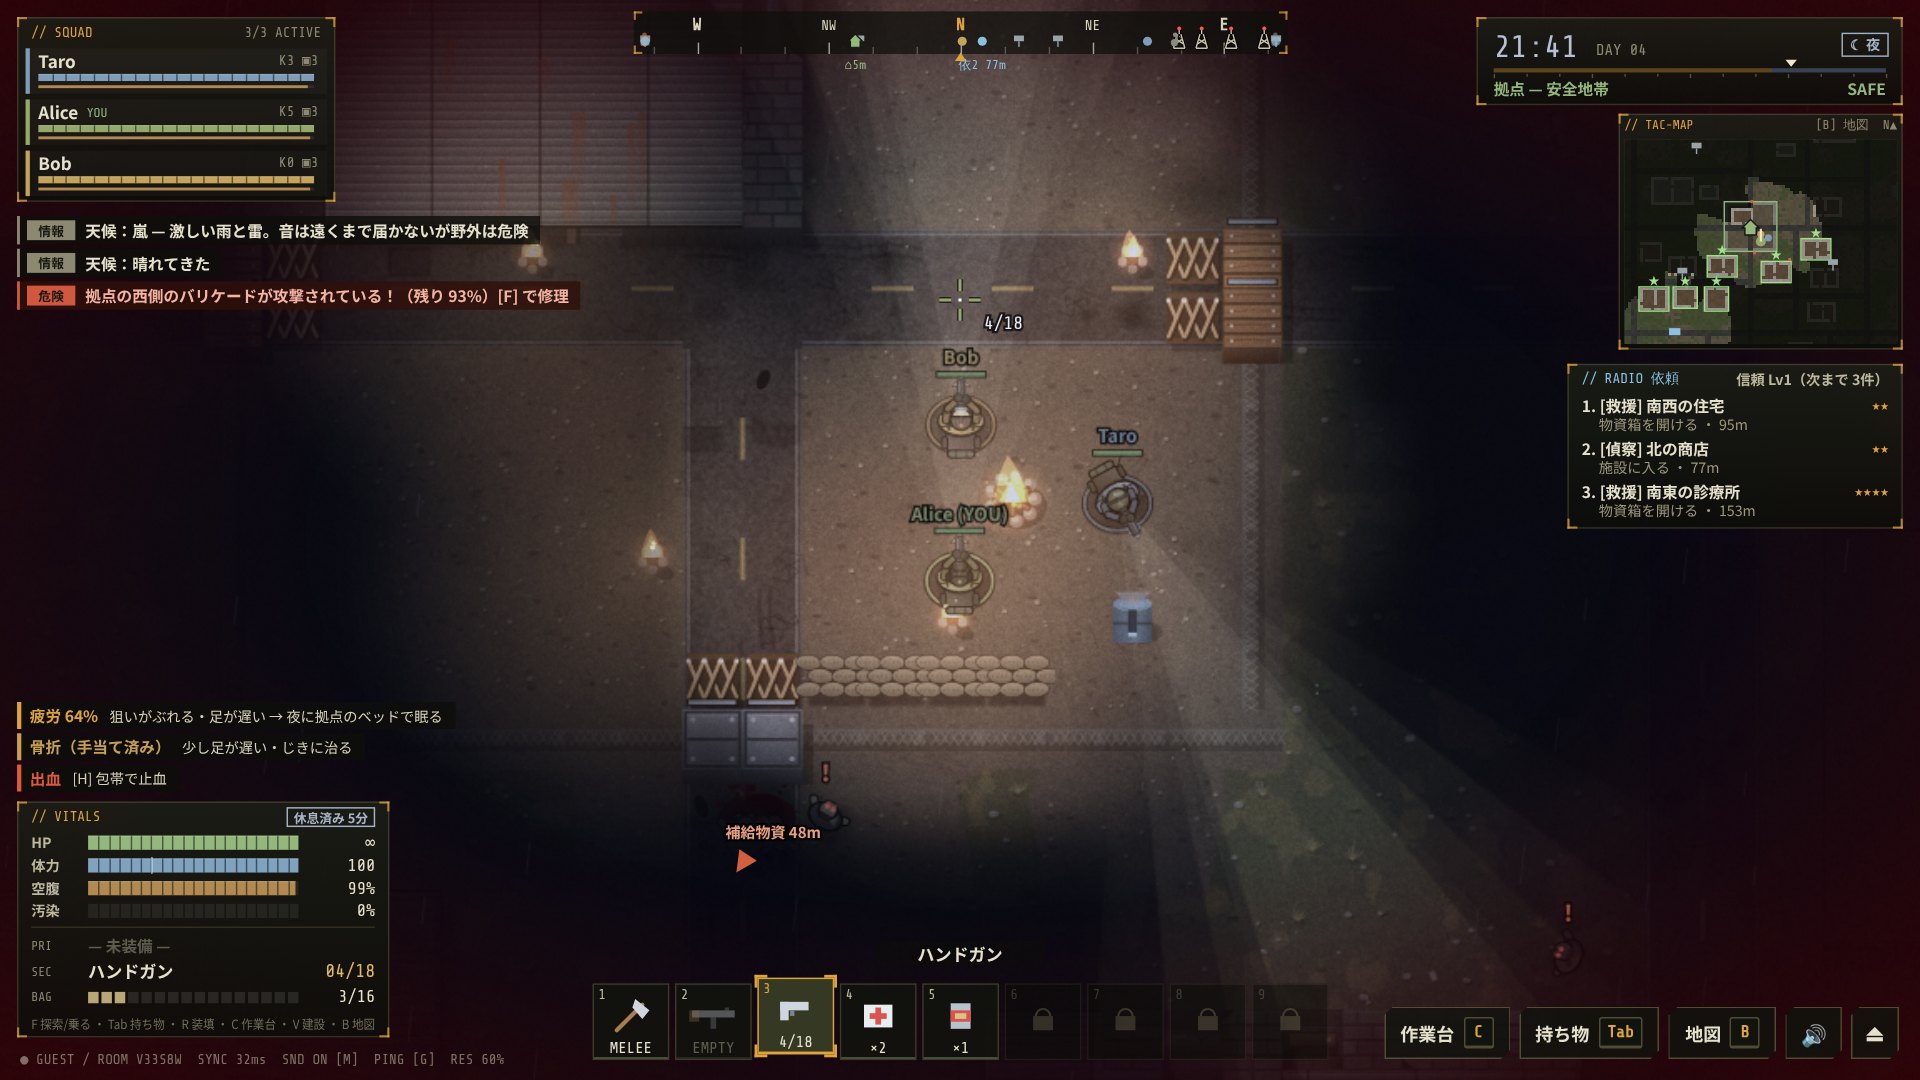 // SQUAD
3/3 ACTIVE
Taro
K3 ▣3
Alice YOU
K5 ▣3
Bob
K0 ▣3
情報 天候：嵐 — 激しい雨と雷。音は遠くまで届かないが野外は危険
情報 天候：晴れてきた
危険 拠点の西側のバリケードが攻撃されている！（残り 93%）[F] で修理
W NW N NE E
⌂5m
依2 77m
21:41 DAY 04
☾ 夜
拠点 — 安全地帯 SAFE
// TAC-MAP [B] 地図 N▲
// RADIO 依頼 信頼 Lv1（次まで 3件）
1. [救援] 南西の住宅 ★★
物資箱を開ける ・ 95m
2. [偵察] 北の商店 ★★
施設に入る ・ 77m
3. [救援] 南東の診療所 ★★★★
物資箱を開ける ・ 153m
4/18
Bob
Taro
Alice (YOU)
!
補給物資 48m
!
疲労 64% 狙いがぶれる・足が遅い → 夜に拠点のベッドで眠る
骨折（手当て済み） 少し足が遅い・じきに治る
出血 [H] 包帯で止血
// VITALS 休息済み 5分
HP ∞
体力 100
空腹 99%
汚染 0%
PRI — 未装備 —
SEC ハンドガン 04/18
BAG 3/16
F 探索/乗る ・ Tab 持ち物 ・ R 装填 ・ C 作業台 ・ V 建設 ・ B 地図
● GUEST / ROOM V33S8W SYNC 32ms SND ON [M] PING [G] RES 60%
ハンドガン
1 MELEE
2 EMPTY
3 4/18
4 ×2
5 ×1
6
7
8
9
作業台 C
持ち物 Tab
地図 B